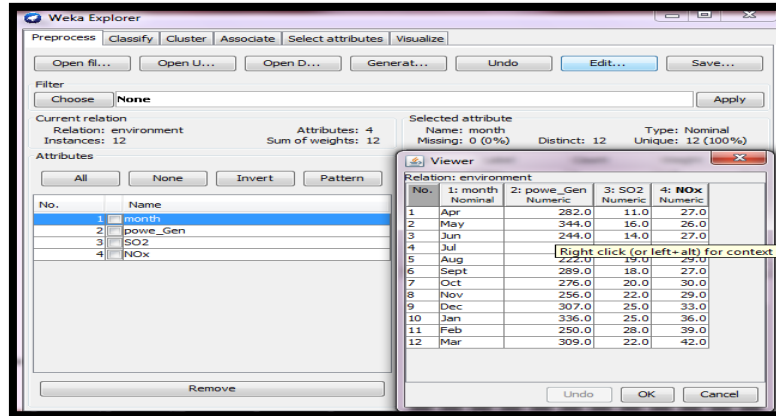 Weka Explorer
Preprocess Classify Cluster Associate Select attributes Visualize
Open fil... Open U... Open D... Generat... Undo Edit... Save...
Filter
Choose None Apply
Current relation
Relation: environment Attributes: 4
Instances: 12 Sum of weights: 12
Selected attribute
Name: month Type: Nominal
Missing: 0 (0%) Distinct: 12 Unique: 12 (100%)
Attributes
All None Invert Pattern
No. Name
1 month
2 powe_Gen
3 SO2
4 NOx
Remove
Viewer
Relation: environment
No. 1: month 2: powe_Gen 3: SO2 4: NOx
Nominal Numeric Numeric Numeric
1 Apr 282.0 11.0 27.0
2 May 344.0 16.0 26.0
3 Jun 244.0 14.0 27.0
4 Jul
Right click (or left+alt) for context
5 Aug 222.0 19.0 29.0
6 Sept 289.0 18.0 27.0
7 Oct 276.0 20.0 30.0
8 Nov 256.0 22.0 29.0
9 Dec 307.0 25.0 33.0
10 Jan 336.0 25.0 36.0
11 Feb 250.0 28.0 39.0
12 Mar 309.0 22.0 42.0
Undo OK Cancel